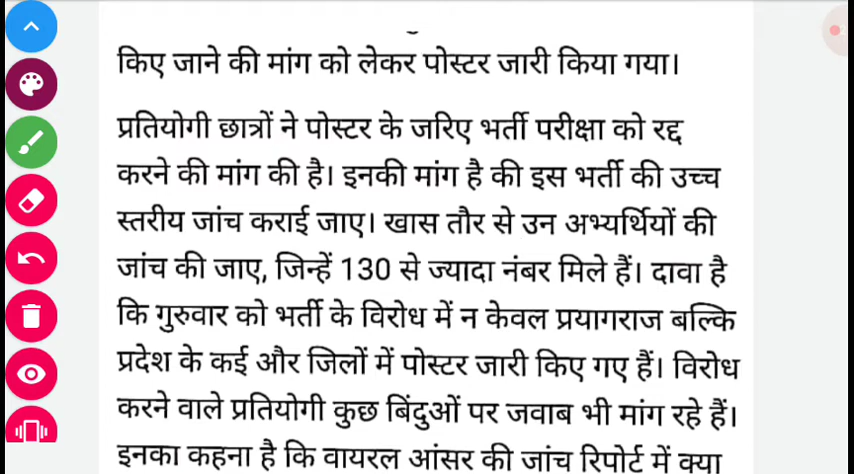 किए जाने की मांग को लेकर पोस्टर जारी किया गया।
प्रतियोगी छात्रों ने पोस्टर के जरिए भर्ती परीक्षा को रद्द
करने की मांग की है। इनकी मांग है की इस भर्ती की उच्च
स्तरीय जांच कराई जाए। खास तौर से उन अभ्यर्थियों की
जांच की जाए, जिन्हें 130 से ज्यादा नंबर मिले हैं। दावा है
कि गुरुवार को भर्ती के विरोध में न केवल प्रयागराज बल्कि
प्रदेश के कई और जिलों में पोस्टर जारी किए गए हैं। विरोध
करने वाले प्रतियोगी कुछ बिंदुओं पर जवाब भी मांग रहे हैं।
इनका कहना है कि वायरल आंसर की जांच रिपोर्ट में क्या